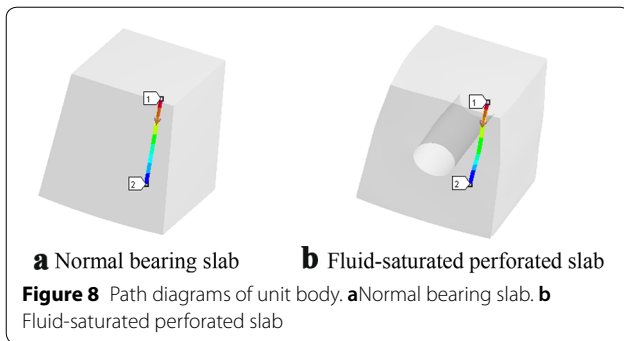 1
2
1
2
a Normal bearing slab
b Fluid-saturated perforated slab
Figure 8 Path diagrams of unit body. aNormal bearing slab. b
Fluid-saturated perforated slab